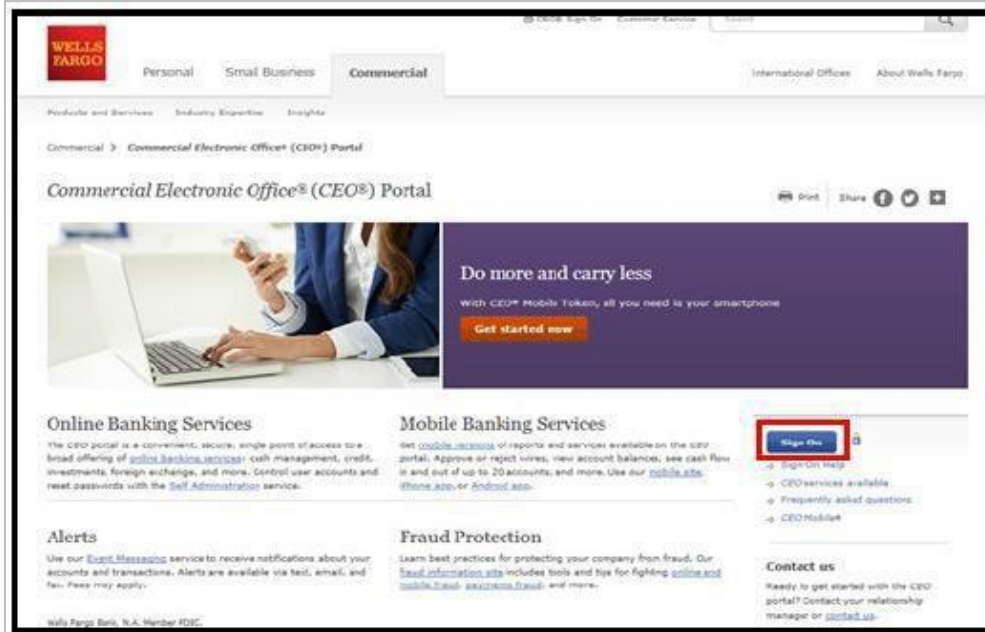 CEO® Sign On Customer Service Search
WELLS
FARGO
Personal Small Business Commercial
International Offices About Wells Fargo
Products and Services Industry Expertise Insights
Commercial > Commercial Electronic Office® (CEO®) Portal
Commercial Electronic Office® (CEO®) Portal
Print Share
Do more and carry less
With CEO® Mobile Token, all you need is your smartphone
Get started now
Online Banking Services
The CEO portal is a convenient, secure, single point of access to a
broad offering of online banking services: cash management, credit,
investments, foreign exchange, and more. Control user accounts and
reset passwords with the Self Administration service.
Mobile Banking Services
Get mobile versions of reports and services available on the CEO
portal. Approve or reject wires, view account balances, see cash flow
in and out of up to 20 accounts, and more. Use our mobile site,
iPhone app, or Android app.
Sign On
Sign On Help
CEO services available
Frequently asked questions
CEO Mobile®
Alerts
Use our Event Messaging service to receive notifications about your
accounts and transactions. Alerts are available via text, email, and
fax. Fees may apply.
Fraud Protection
Learn best practices for protecting your company from fraud. Our
fraud information site includes tools and tips for fighting online and
mobile fraud, payments fraud, and more.
Contact us
Ready to get started with the CEO
portal? Contact your relationship
manager or contact us.
Wells Fargo Bank, N.A. Member FDIC.